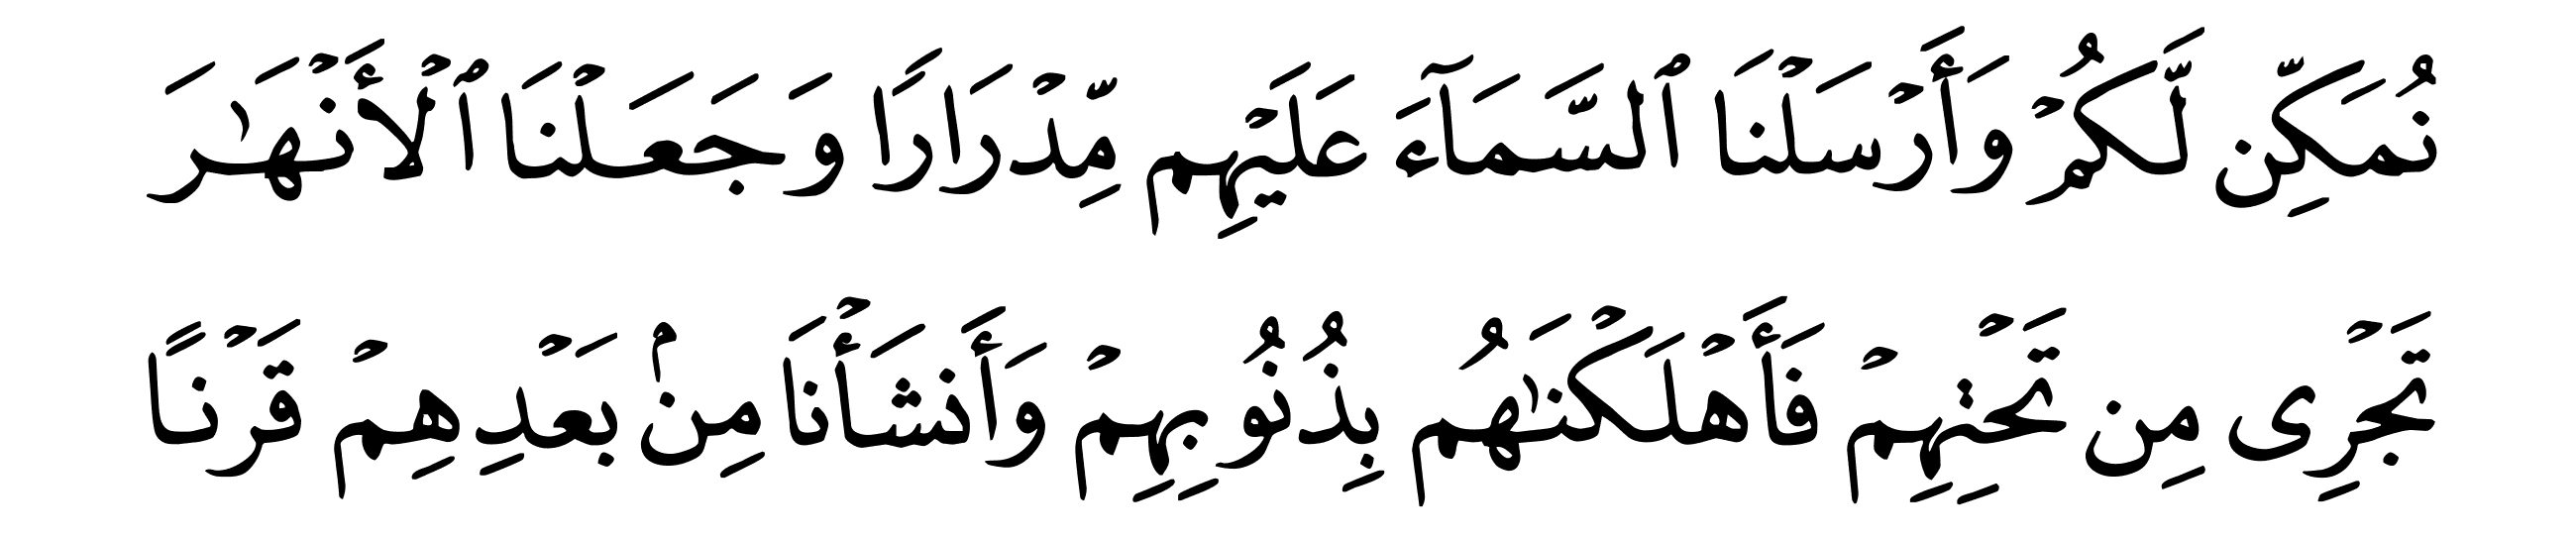 نُمَكِّن لَّكُمۡ وَأَرۡسَلۡنَا ٱلسَّمَآءَ عَلَيۡهِم مِّدۡرَارًا وَجَعَلۡنَا ٱلۡأَنۡهَٰرَ
تَجۡرِى مِن تَحۡتِهِمۡ فَأَهۡلَكۡنَٰهُم بِذُنُوبِهِمۡ وَأَنشَأۡنَا مِنۢ بَعۡدِهِمۡ قَرۡنًا